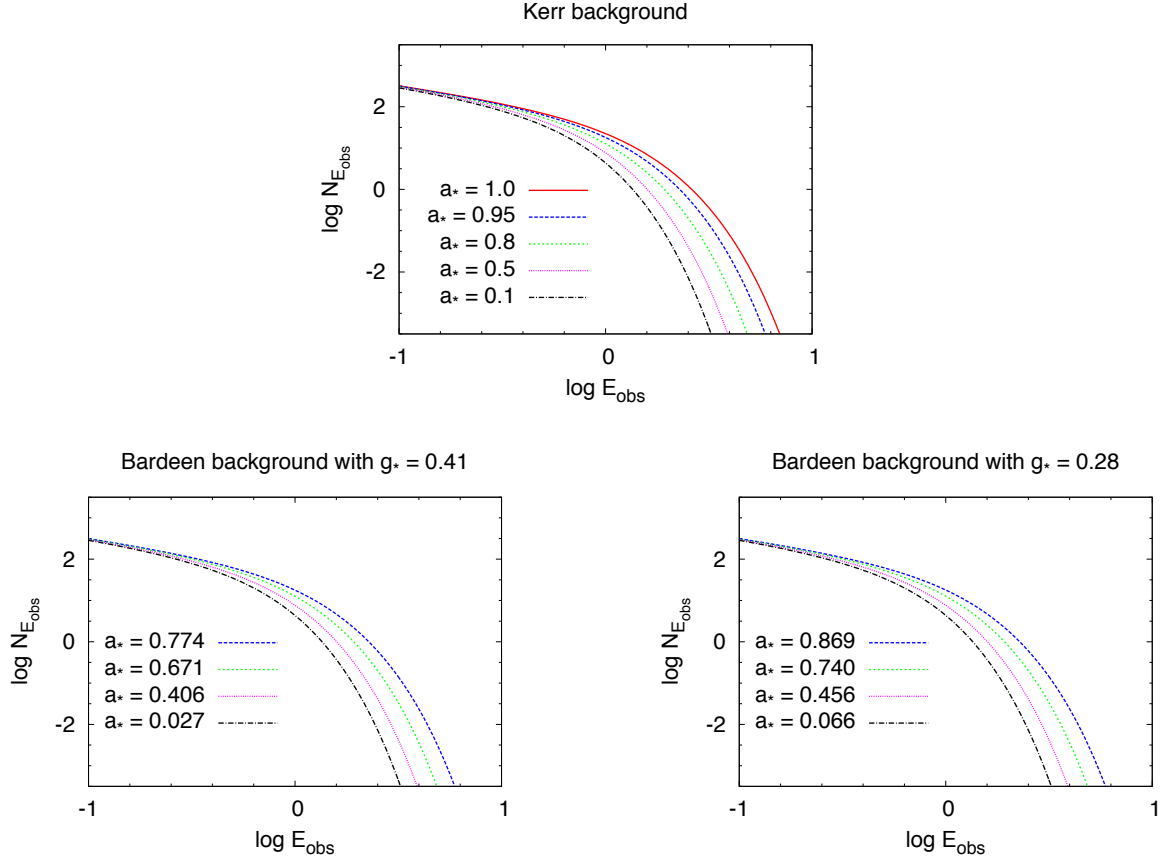 Kerr background
2
0
-2
-1 0 1
log N_E_obs
log E_obs
a* = 1.0
a* = 0.95
a* = 0.8
a* = 0.5
a* = 0.1
Bardeen background with g* = 0.41
2
0
-2
-1 0 1
log N_E_obs
log E_obs
a* = 0.774
a* = 0.671
a* = 0.406
a* = 0.027
Bardeen background with g* = 0.28
2
0
-2
-1 0 1
log N_E_obs
log E_obs
a* = 0.869
a* = 0.740
a* = 0.456
a* = 0.066